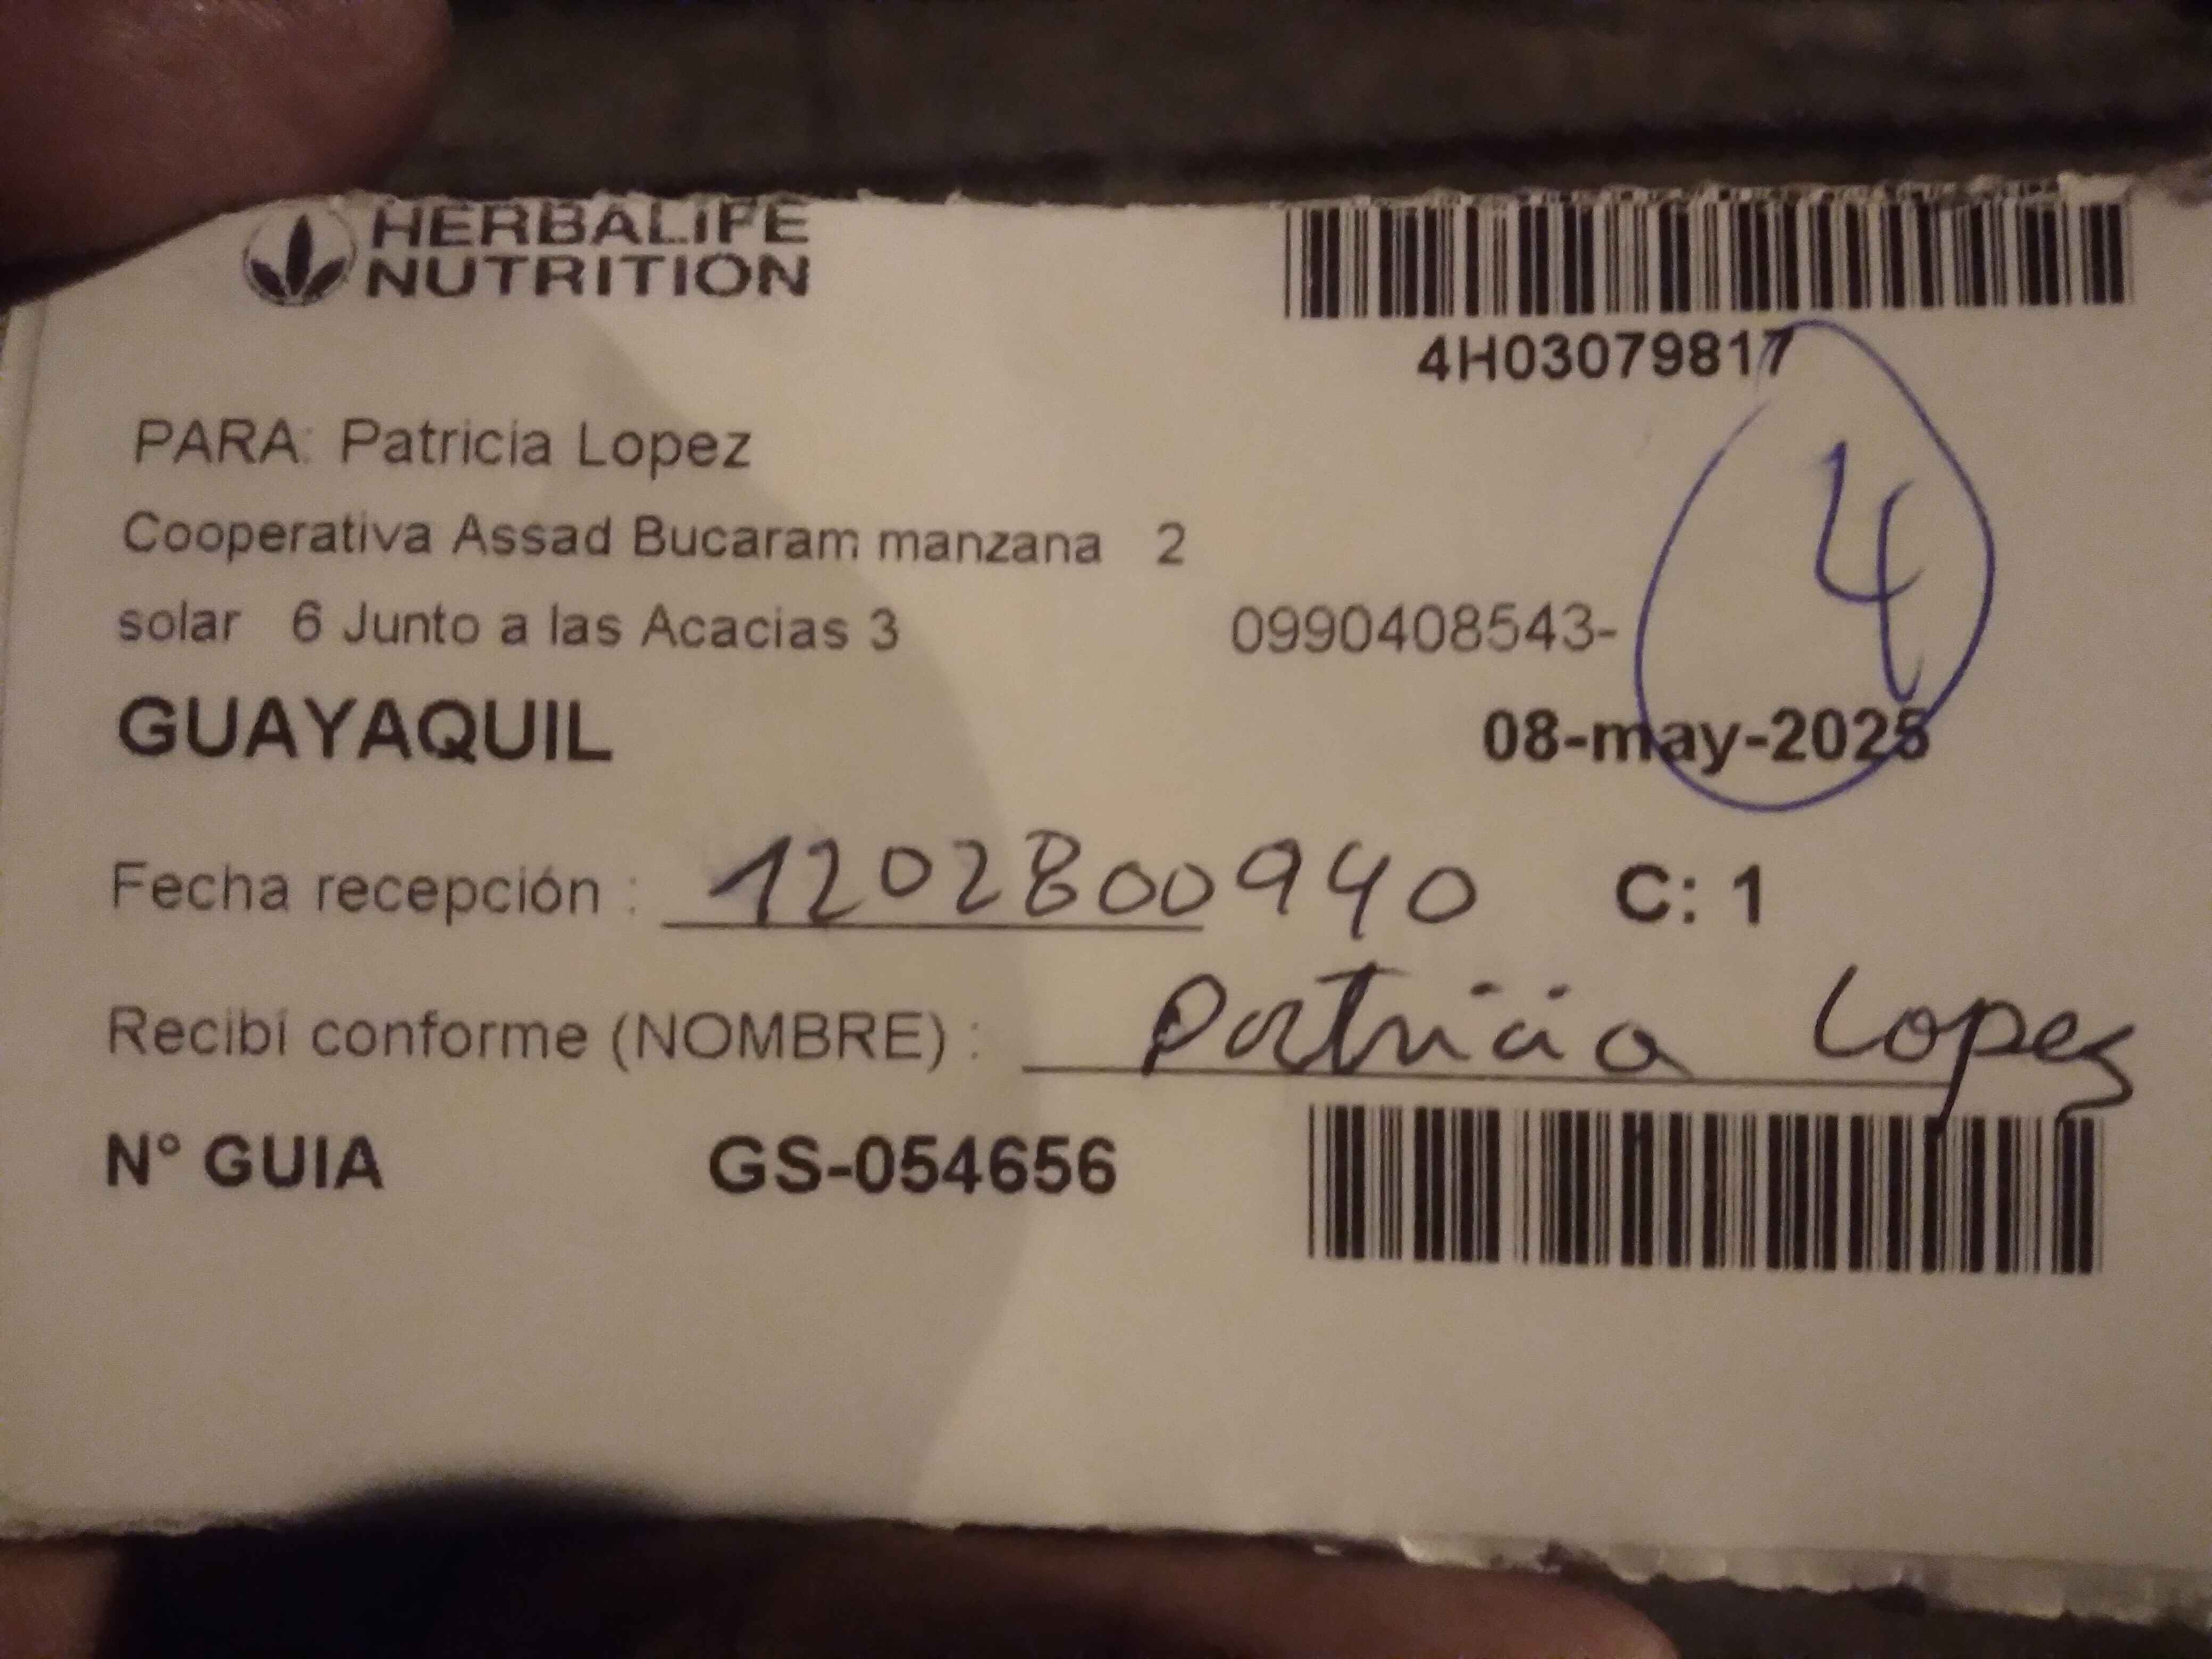 HERBALIFE
NUTRITION
4H03079817
PARA: Patricia Lopez
Cooperativa Assad Bucaram manzana 2
solar 6 Junto a las Acacias 3 0990408543-
4
GUAYAQUIL 08-may-2025
Fecha recepción : 1202800940 C: 1
Recibí conforme (NOMBRE) : Patricia Lopez
N° GUIA GS-054656